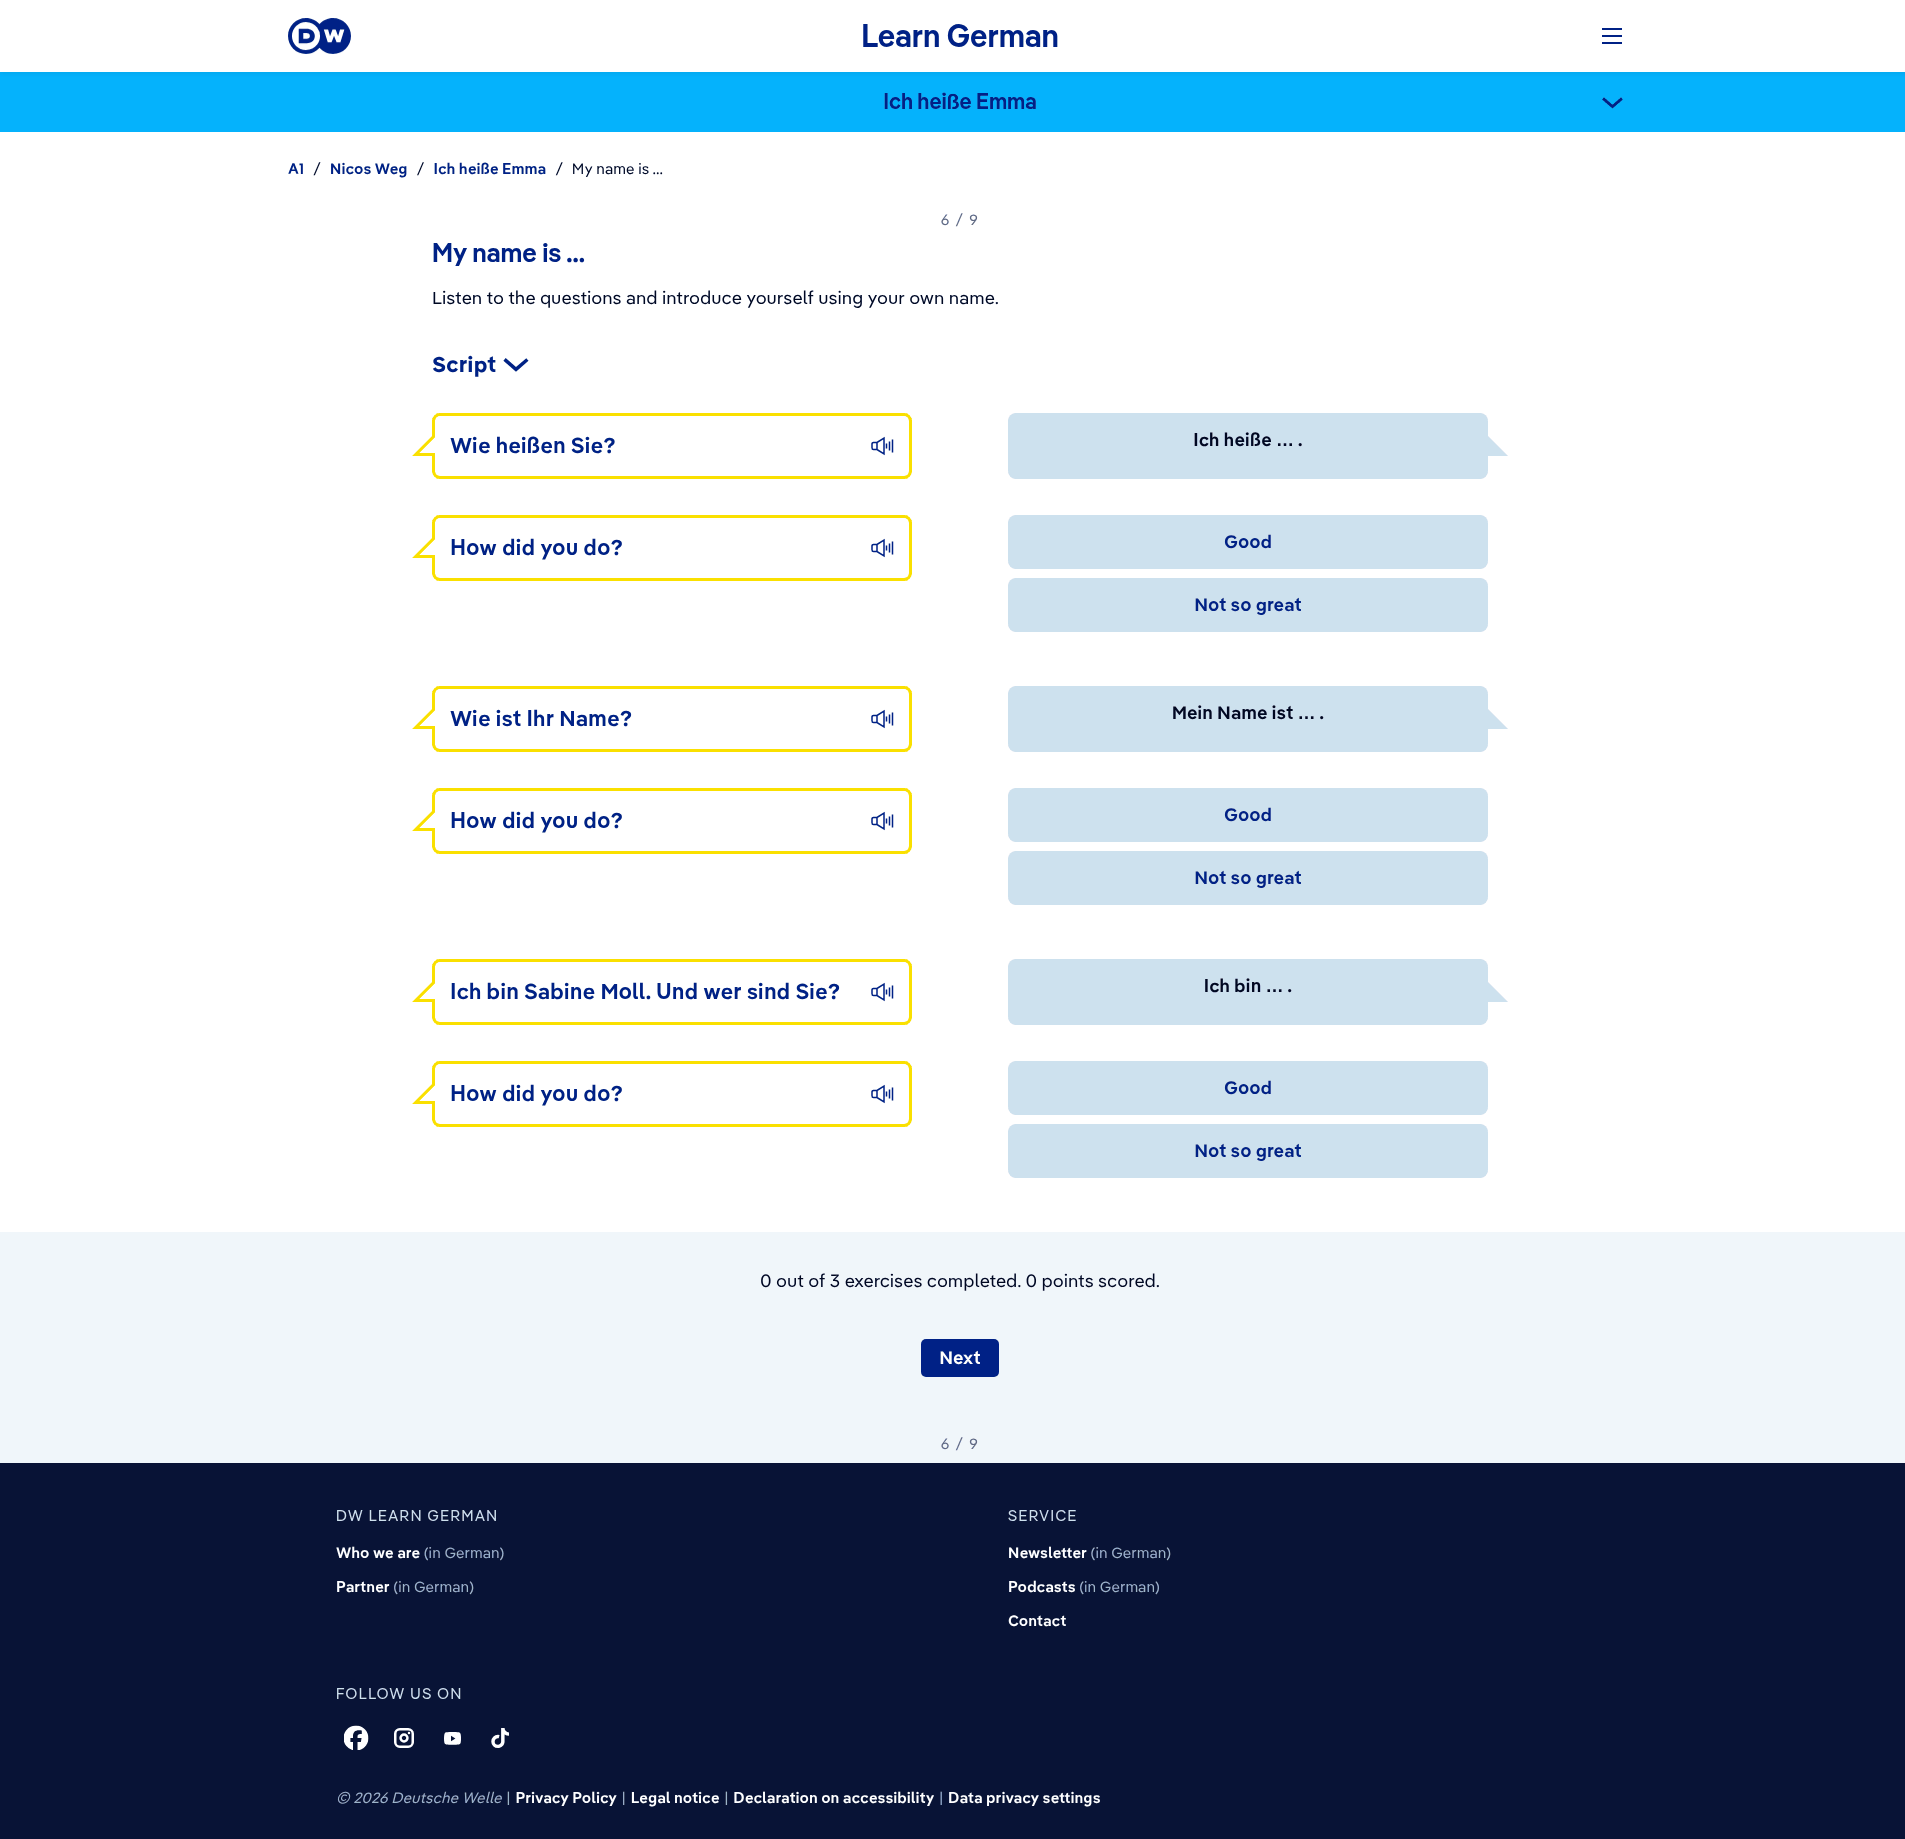 DW
Learn German
Ich heiße Emma
A1 / Nicos Weg / Ich heiße Emma / My name is ...
6 / 9
My name is ...
Listen to the questions and introduce yourself using your own name.
Script
Wie heißen Sie?
Ich heiße ... .
How did you do?
Good
Not so great
Wie ist Ihr Name?
Mein Name ist ... .
How did you do?
Good
Not so great
Ich bin Sabine Moll. Und wer sind Sie?
Ich bin ... .
How did you do?
Good
Not so great
0 out of 3 exercises completed. 0 points scored.
Next
6 / 9
DW LEARN GERMAN
Who we are (in German)
Partner (in German)
SERVICE
Newsletter (in German)
Podcasts (in German)
Contact
FOLLOW US ON
© 2026 Deutsche Welle | Privacy Policy | Legal notice | Declaration on accessibility | Data privacy settings